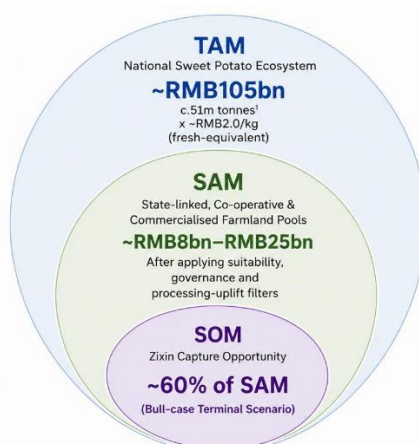 TAM
National Sweet Potato Ecosystem
~RMB105bn
c.51m tonnes¹
x ~RMB2.0/kg
(fresh-equivalent)
SAM
State-linked, Co-operative &
Commercialised Farmland Pools
~RMB8bn–RMB25bn
After applying suitability,
governance and
processing-uplift filters
SOM
Zixin Capture Opportunity
~60% of SAM
(Bull-case Terminal Scenario)